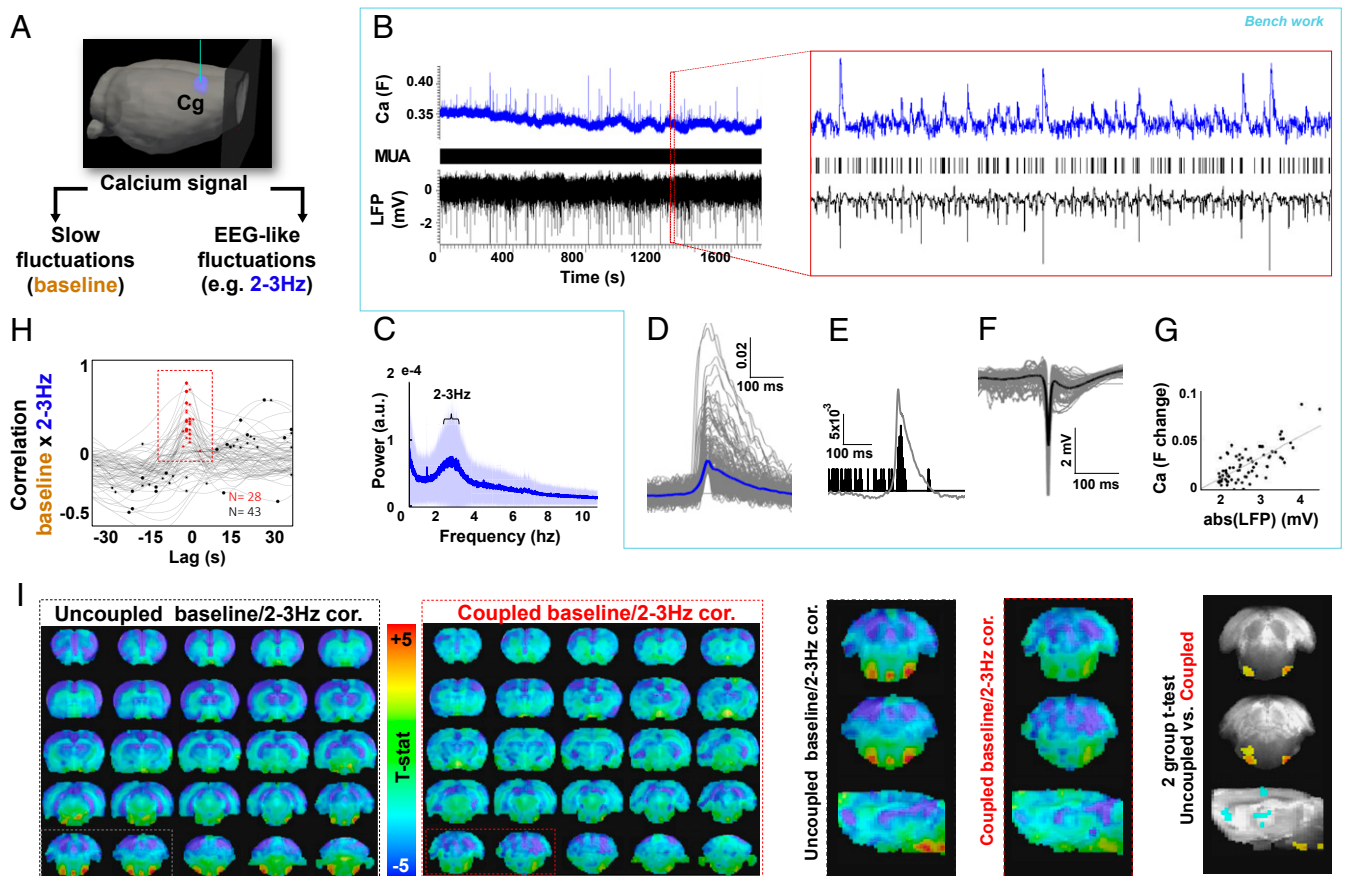 A
Cg
Calcium signal
Slow
fluctuations
(baseline)
EEG-like
fluctuations
(e.g. 2-3Hz)
B
Bench work
Ca (F)
0.40
0.35
MUA
LFP
(mV)
0
-2
0 400 800 1200 1600
Time (s)
H
Correlation
baseline x 2-3Hz
1
0
-0.5
N= 28
N= 43
-30 -15 0 15 30
Lag (s)
C
e-4
2-3Hz
Power (a.u.)
2
1
0
0 2 4 6 8 10
Frequency (hz)
D
0.02
100 ms
E
5x10-3
100 ms
100 ms
F
2 mV
100 ms
G
Ca (F change)
0.1
0.05
0
2 3 4
abs(LFP) (mV)
I
Uncoupled baseline/2-3Hz cor.
+5
T-stat
-5
Coupled baseline/2-3Hz cor.
Uncoupled baseline/2-3Hz cor.
Coupled baseline/2-3Hz cor.
2 group t-test
Uncoupled vs. Coupled